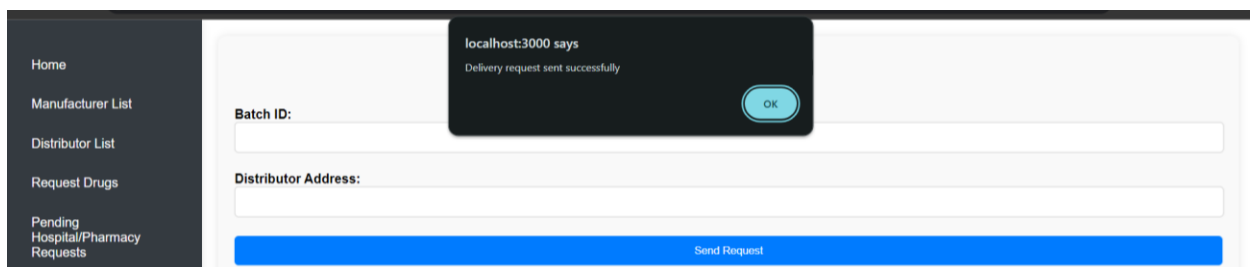 localhost:3000 says
Delivery request sent successfully
OK
Home
Manufacturer List
Distributor List
Request Drugs
Pending
Hospital/Pharmacy
Requests
Batch ID:
Distributor Address:
Send Request